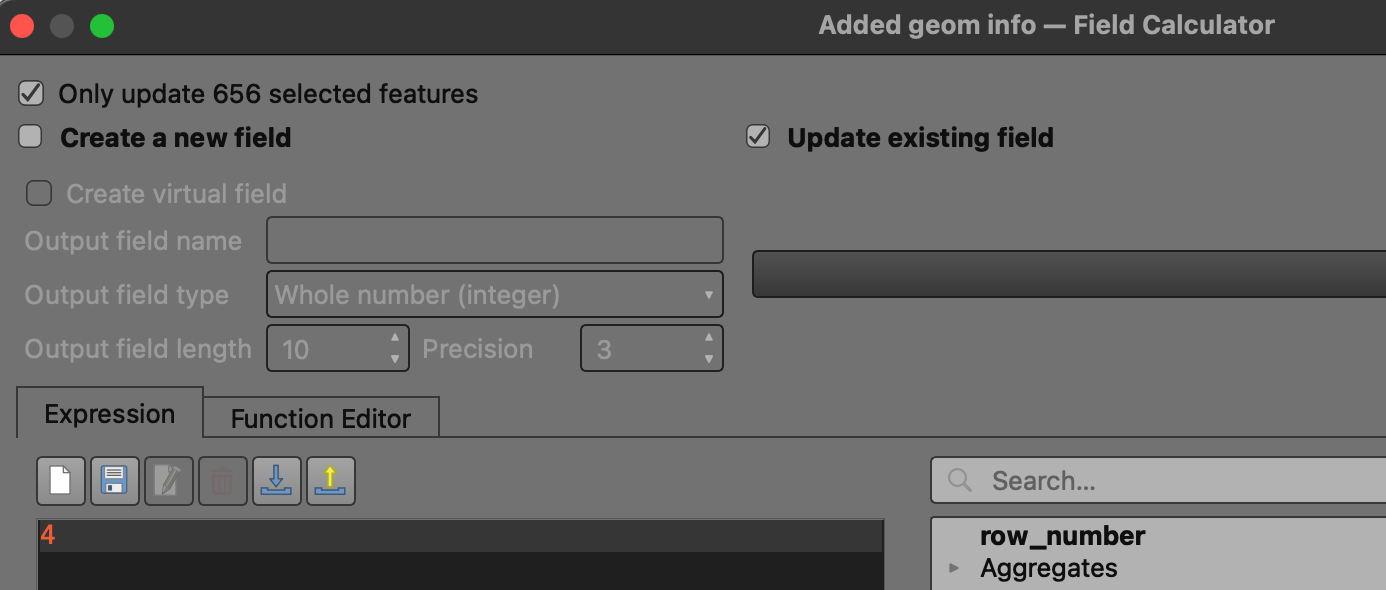 Added geom info — Field Calculator
Only update 656 selected features
Create a new field
Update existing field
Create virtual field
Output field name
Output field type
Whole number (integer)
Output field length
10
Precision
3
Expression
Function Editor
Search...
4
row_number
Aggregates